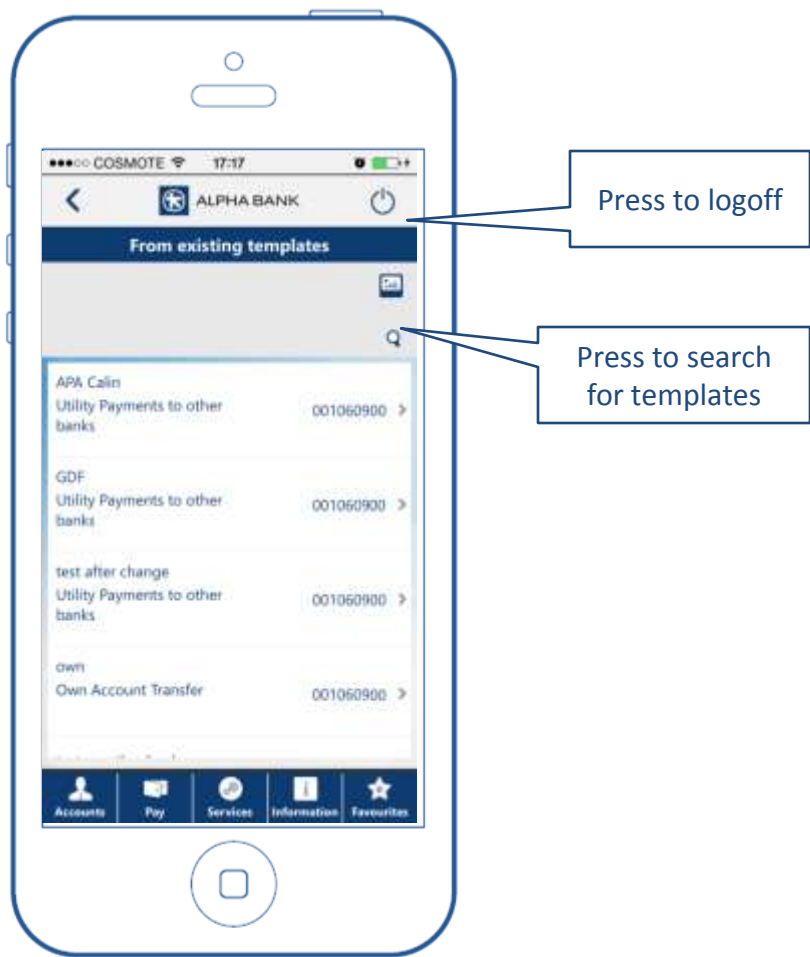 COSMOTE 17:17
ALPHA BANK
Press to logoff
From existing templates
Press to search
for templates
APA Calin
Utility Payments to other
banks
001060900
GDF
Utility Payments to other
banks
001060900
test after change
Utility Payments to other
banks
001060900
own
Own Account Transfer
001060900
Accounts Pay Services Information Favourites